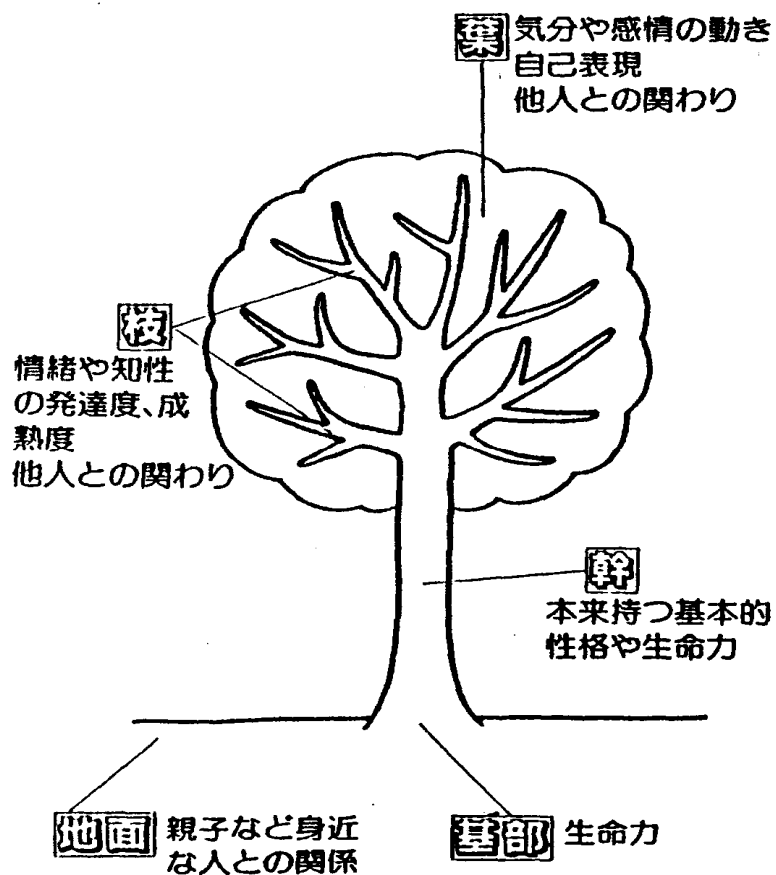 葉 気分や感情の動き
自己表現
他人との関わり
枝
情緒や知性
の発達度、成
熟度
他人との関わり
幹
本来持つ基本的
性格や生命力
地面 親子など身近
な人との関係
基部 生命力